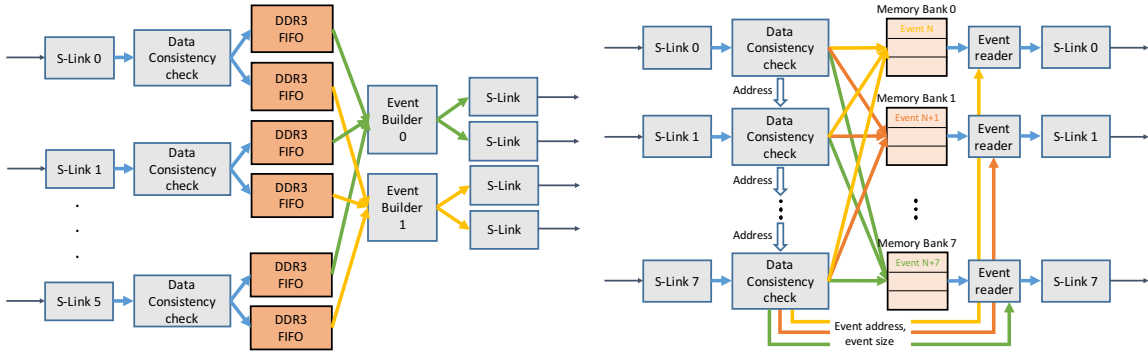 S-Link 0
Data
Consistency
check
DDR3
FIFO
DDR3
FIFO
S-Link 1
Data
Consistency
check
DDR3
FIFO
DDR3
FIFO
.
.
.
S-Link 5
Data
Consistency
check
DDR3
FIFO
DDR3
FIFO
Event
Builder
0
Event
Builder
1
S-Link
S-Link
S-Link
S-Link
S-Link 0
Data
Consistency
check
Memory Bank 0
Event N
Event
reader
S-Link 0
Address
S-Link 1
Data
Consistency
check
Memory Bank 1
Event N+1
Event
reader
S-Link 1
Address
Address
S-Link 7
Data
Consistency
check
Memory Bank 7
Event N+7
Event
reader
S-Link 7
Event address,
event size